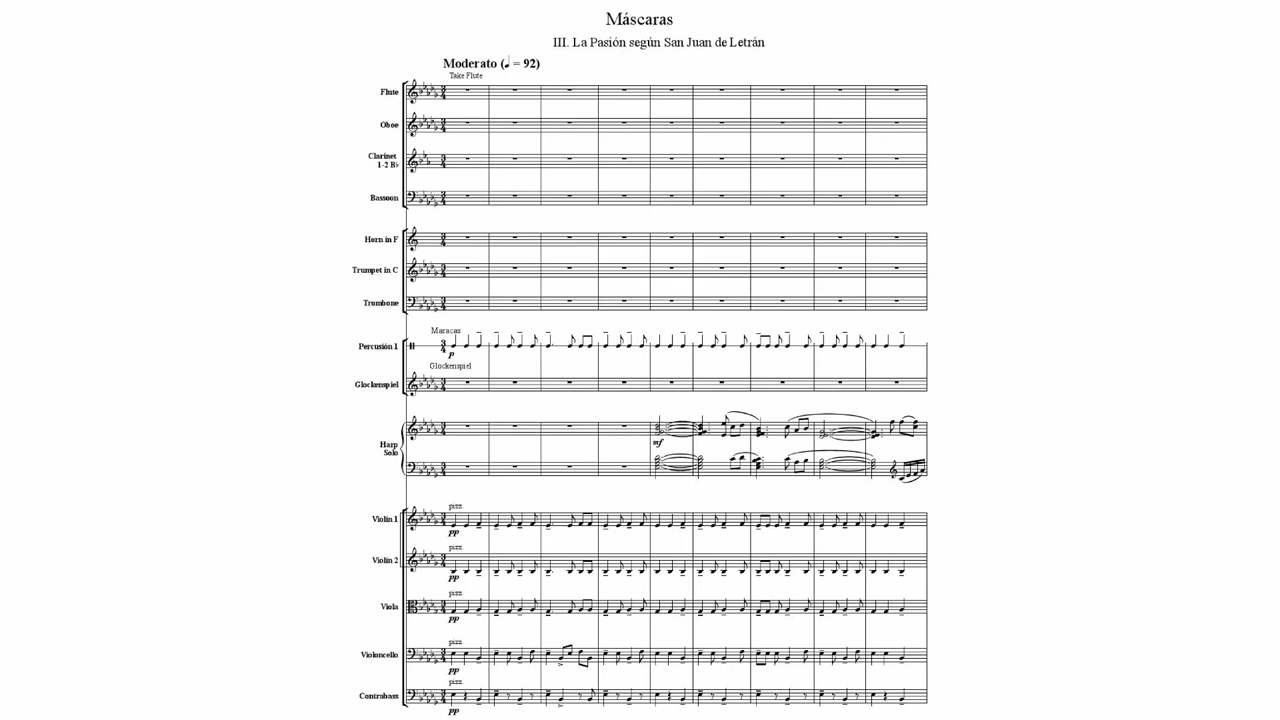 Máscaras
III. La Pasión según San Juan de Letrán
Moderato (♩ = 92)
Take Flute
Flute
Oboe
Clarinet
1-2 B♭
Bassoon
Horn in F
Trumpet in C
Trombone
Maracas
Percusión 1
p
Glockenspiel
Glockenspiel
mf
Harp
Solo
pizz.
Violin 1
pp
pizz.
Violin 2
pp
pizz.
Viola
pp
pizz.
Violoncello
pp
pizz.
Contrabass
pp